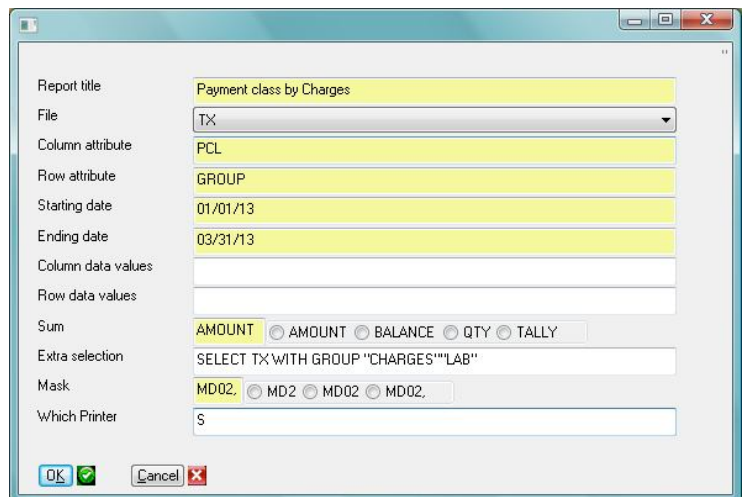 Report title Payment class by Charges
File TX
Column attribute PCL
Row attribute GROUP
Starting date 01/01/13
Ending date 03/31/13
Column data values
Row data values
Sum AMOUNT AMOUNT BALANCE QTY TALLY
Extra selection SELECT TX WITH GROUP "CHARGES""LAB"
Mask MD02, MD2 MD02 MD02,
Which Printer S
OK Cancel